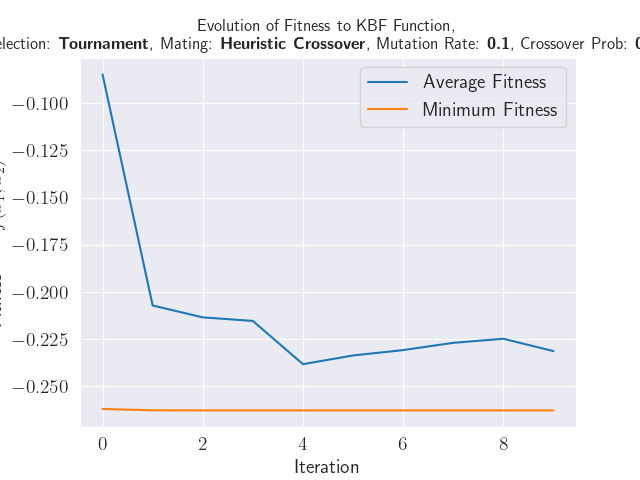 Evolution of Fitness to KBF Function,
election: Tournament, Mating: Heuristic Crossover, Mutation Rate: 0.1, Crossover Prob:
Average Fitness
Minimum Fitness
−0.100
−0.125
−0.150
−0.175
−0.200
−0.225
−0.250
0 2 4 6 8
Iteration